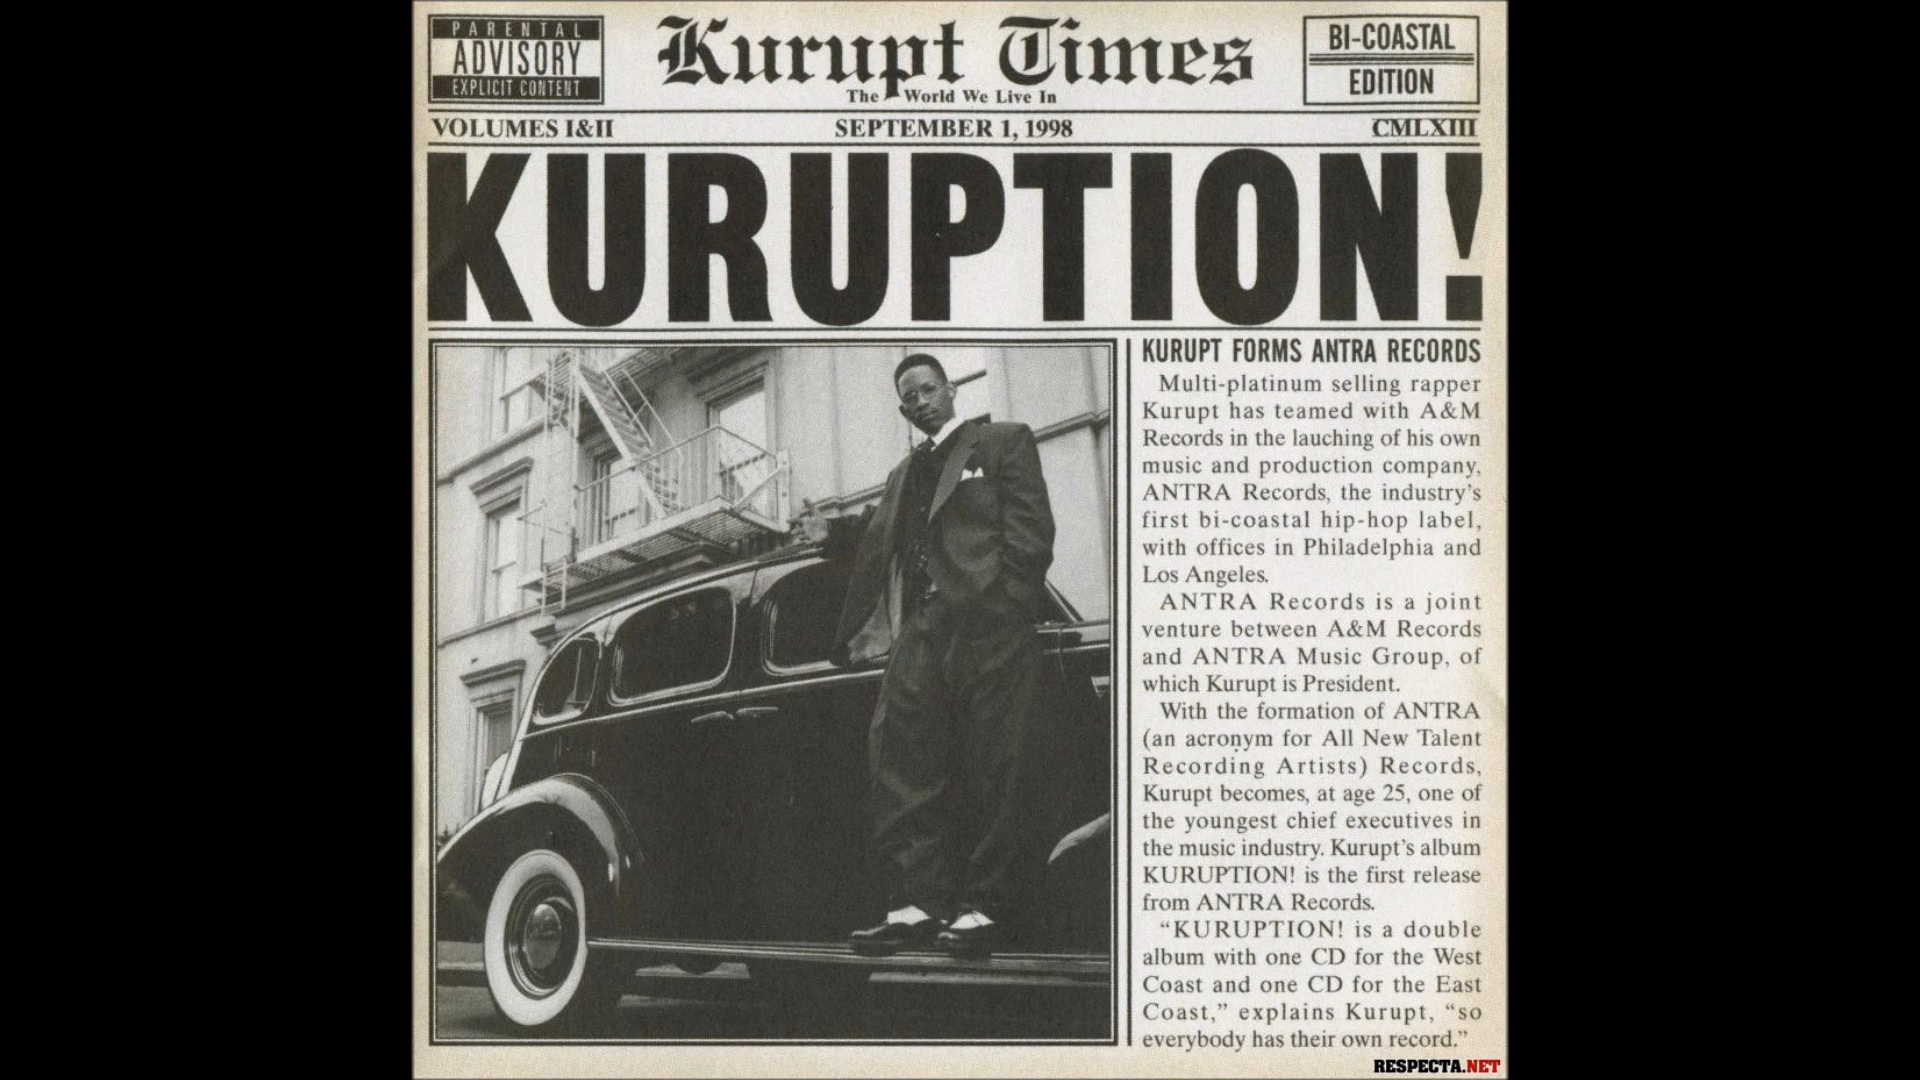 PARENTAL
ADVISORY
EXPLICIT CONTENT
Kurupt Times
The World We Live In
BI-COASTAL
EDITION
VOLUMES I&II
SEPTEMBER 1, 1998
CMLXIII
KURUPTION!
KURUPT FORMS ANTRA RECORDS
Multi-platinum selling rapper
Kurupt has teamed with A&M
Records in the lauching of his own
music and production company,
ANTRA Records, the industry's
first bi-coastal hip-hop label,
with offices in Philadelphia and
Los Angeles.
ANTRA Records is a joint
venture between A&M Records
and ANTRA Music Group, of
which Kurupt is President.
With the formation of ANTRA
(an acronym for All New Talent
Recording Artists) Records,
Kurupt becomes, at age 25, one of
the youngest chief executives in
the music industry. Kurupt's album
KURUPTION! is the first release
from ANTRA Records.
"KURUPTION! is a double
album with one CD for the West
Coast and one CD for the East
Coast," explains Kurupt, "so
everybody has their own record."
RESPECTA.NET